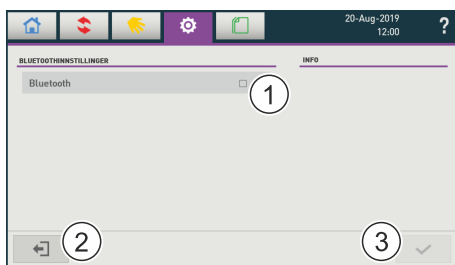 20-Aug-2019
12:00
?
BLUETOOTHINNSTILLINGER
INFO
Bluetooth
1
2
3